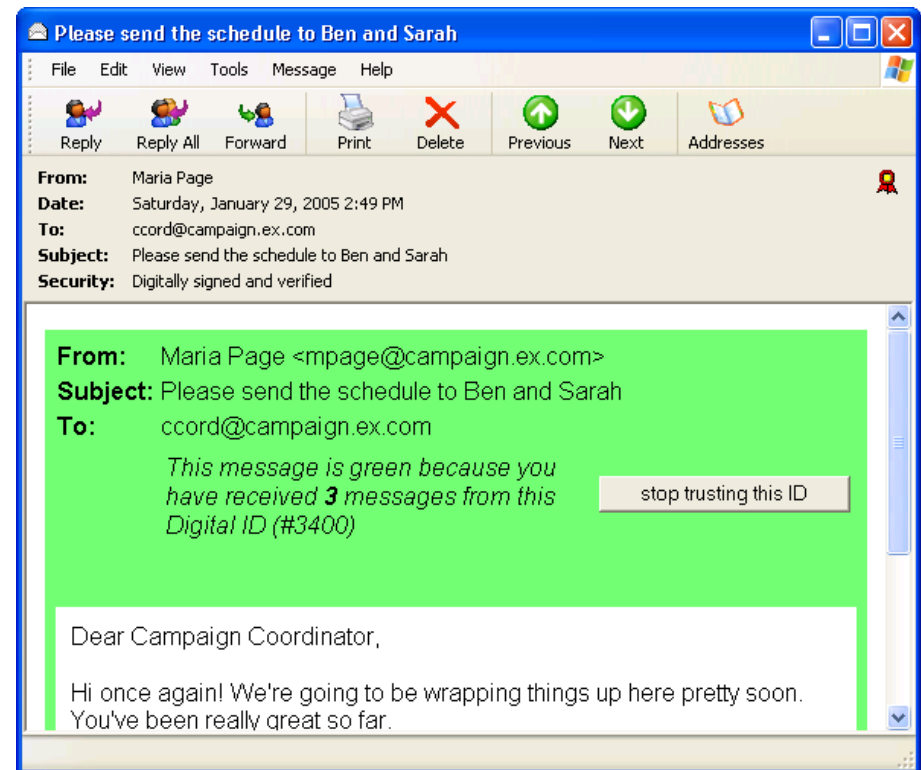 Please send the schedule to Ben and Sarah
File Edit View Tools Message Help
Reply Reply All Forward Print Delete Previous Next Addresses
From: Maria Page
Date: Saturday, January 29, 2005 2:49 PM
To: ccord@campaign.ex.com
Subject: Please send the schedule to Ben and Sarah
Security: Digitally signed and verified
From: Maria Page <mpage@campaign.ex.com>
Subject: Please send the schedule to Ben and Sarah
To: ccord@campaign.ex.com
This message is green because you
have received 3 messages from this
Digital ID (#3400)
stop trusting this ID
Dear Campaign Coordinator,
Hi once again! We're going to be wrapping things up here pretty soon.
You've been really great so far.